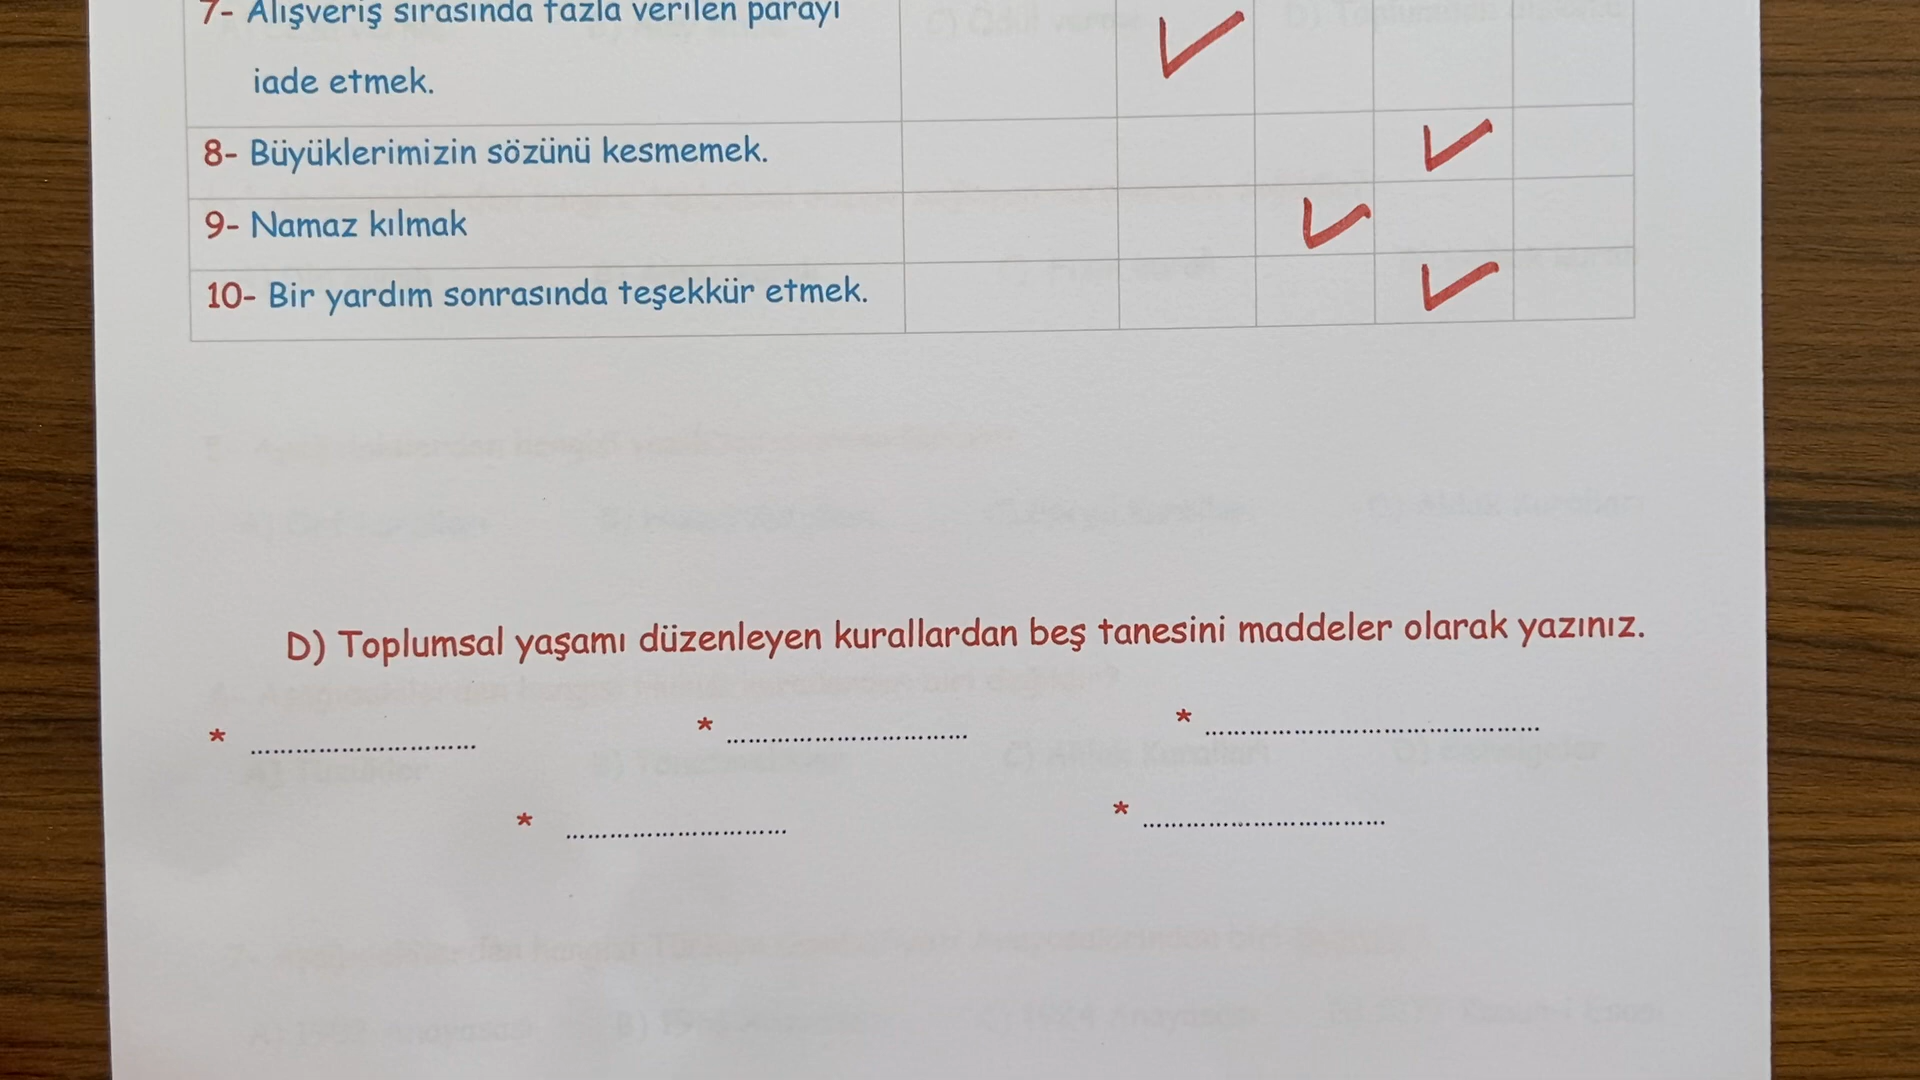 7- Alışveriş sırasında fazla verilen parayı
iade etmek.
8- Büyüklerimizin sözünü kesmemek.
9- Namaz kılmak
10- Bir yardım sonrasında teşekkür etmek.
D) Toplumsal yaşamı düzenleyen kurallardan beş tanesini maddeler olarak yazınız.
* .............................. * .............................. * ..............................
* .............................. * ..............................